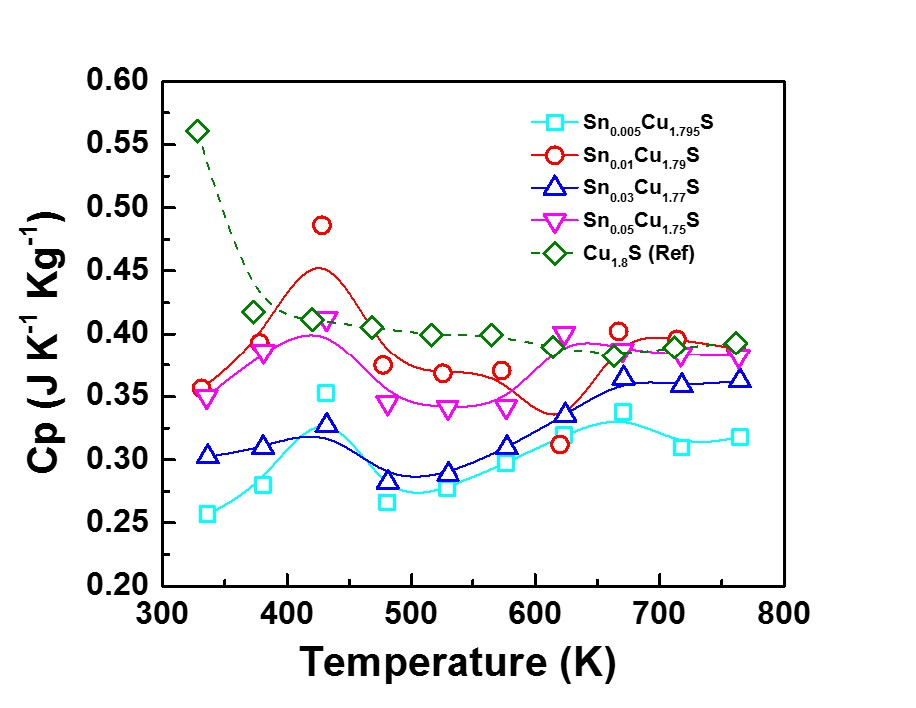 0.60
0.55
0.50
0.45
0.40
0.35
0.30
0.25
0.20
Cp (J K⁻¹ Kg⁻¹)
Sn₀.₀₀₅Cu₁.₇₉₅S
Sn₀.₀₁Cu₁.₇₉S
Sn₀.₀₃Cu₁.₇₇S
Sn₀.₀₅Cu₁.₇₅S
Cu₁.₈S (Ref)
300 400 500 600 700 800
Temperature (K)